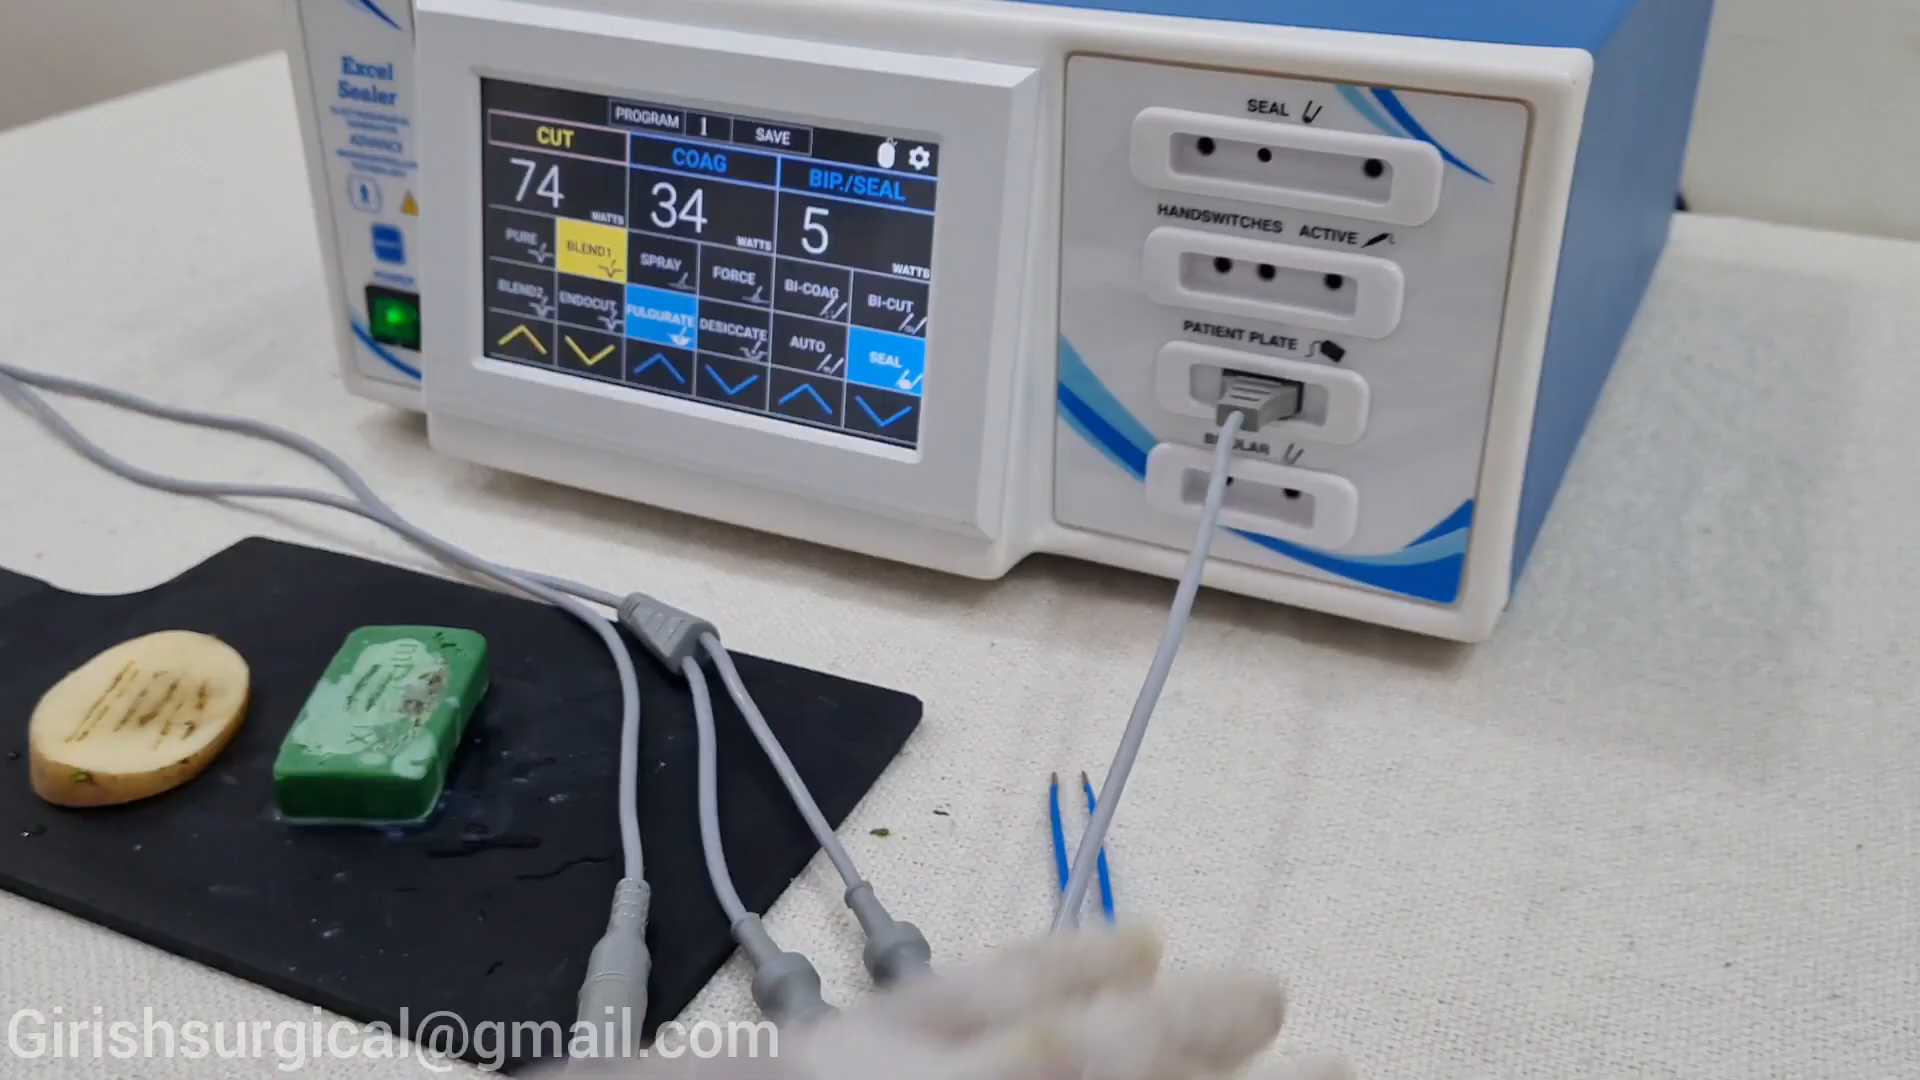 Excel
Sealer
ADVANCE
PROGRAM 1 SAVE
CUT
74
WATTS
COAG
34
WATTS
BIP./SEAL
5
WATTS
PURE
BLEND1
SPRAY
FORCE
BI-COAG
BI-CUT
BLEND2
ENDOCUT
FULGURATE
DESICCATE
AUTO
SEAL
SEAL
HANDSWITCHES ACTIVE
PATIENT PLATE
Girishsurgical@gmail.com